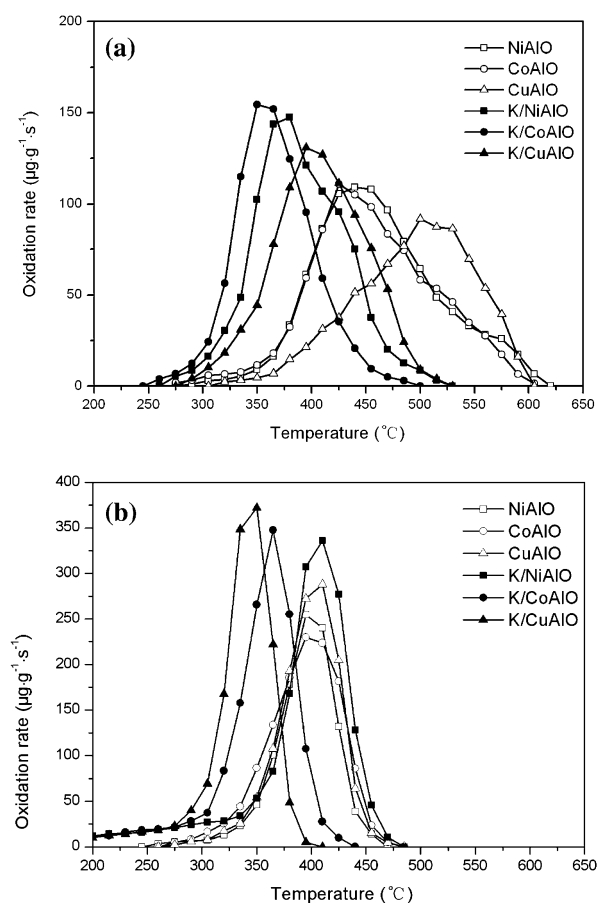 (a)
NiAlO
CoAlO
CuAlO
K/NiAlO
K/CoAlO
K/CuAlO
Oxidation rate (μg·g⁻¹·s⁻¹)
200
150
100
50
0
200 250 300 350 400 450 500 550 600 650
Temperature (℃)
(b)
NiAlO
CoAlO
CuAlO
K/NiAlO
K/CoAlO
K/CuAlO
Oxidation rate (μg·g⁻¹·s⁻¹)
400
350
300
250
200
150
100
50
0
200 250 300 350 400 450 500 550 600 650
Temperature (℃)